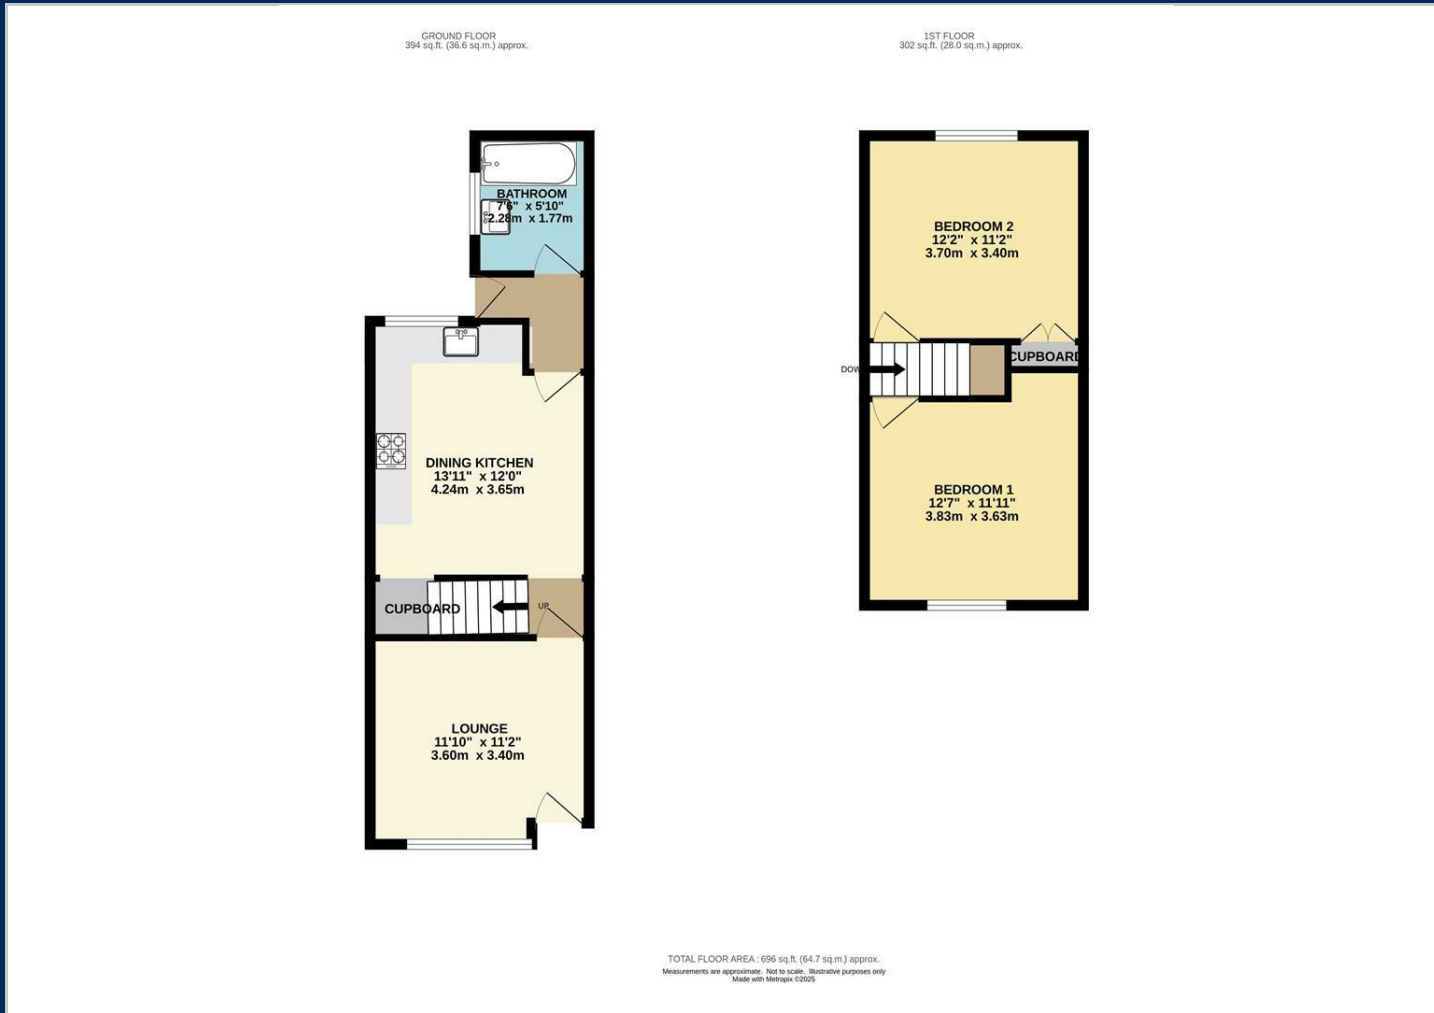 GROUND FLOOR
394 sq.ft. (36.6 sq.m.) approx.
1ST FLOOR
302 sq.ft. (28.0 sq.m.) approx.
BATHROOM
7'6" x 5'10"
2.28m x 1.77m
DINING KITCHEN
13'11" x 12'0"
4.24m x 3.65m
CUPBOARD
UP
LOUNGE
11'10" x 11'2"
3.60m x 3.40m
BEDROOM 2
12'2" x 11'2"
3.70m x 3.40m
CUPBOARD
DOW
BEDROOM 1
12'7" x 11'11"
3.83m x 3.63m
TOTAL FLOOR AREA : 696 sq.ft. (64.7 sq.m.) approx.
Measurements are approximate. Not to scale. Illustrative purposes only
Made with Metropix ©2025